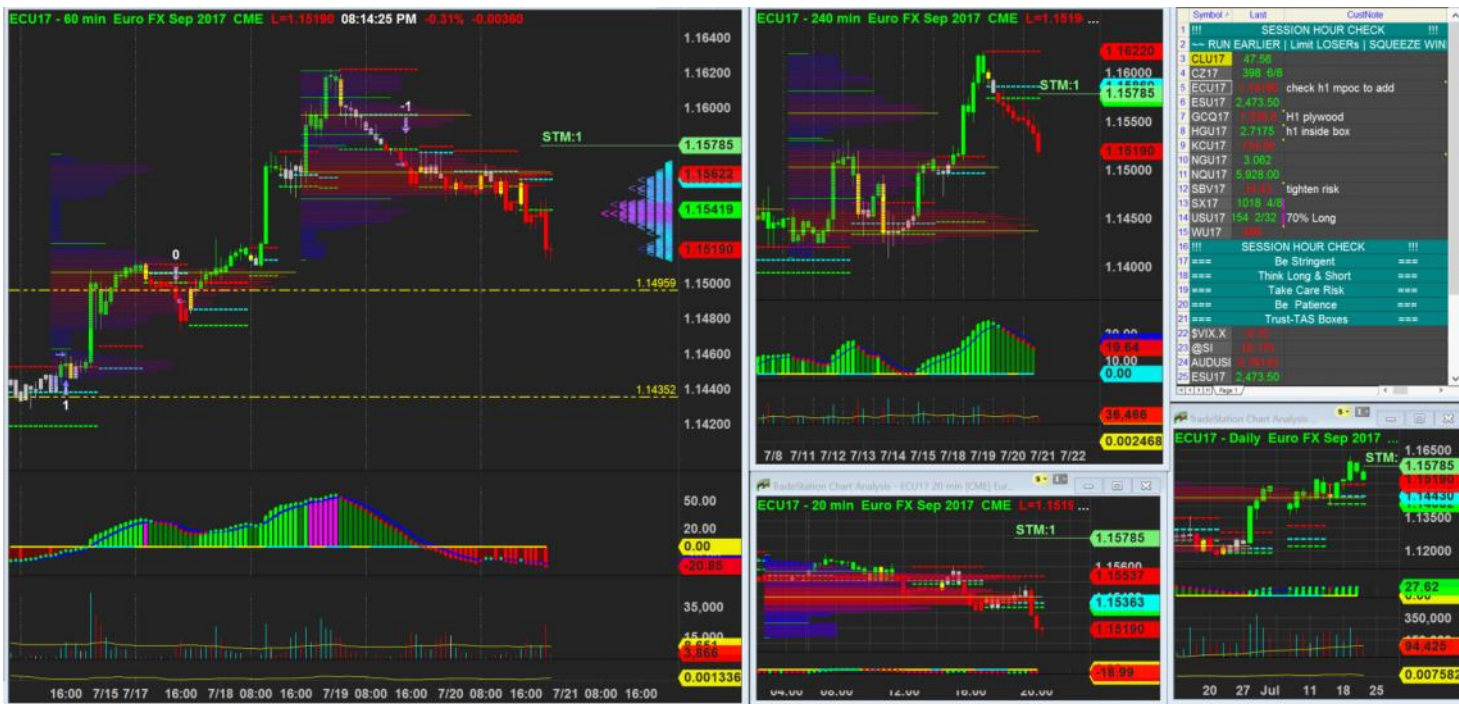 ECU17 - 60 min Euro FX Sep 2017 CME L=1.15190 08:14:25 PM -0.31% -0.00360
1.16400
1.16200
1.16000
-1
STM:1
1.15785
1.15622
1.15419
1.15190
0
1.14959
1.15000
1.14800
1.14600
1.14400
1.14352
1
1.14200
50.00
20.00
0.00
-20.85
35,000
15,000
3,866
0.001336
16:00 7/15 7/17 16:00 7/18 08:00 16:00 7/19 08:00 16:00 7/20 08:00 16:00 7/21 08:00 16:00
ECU17 - 240 min Euro FX Sep 2017 CME L=1.1519 ...
1.16220
1.16000
STM:1
1.15785
1.15500
1.15190
1.15000
1.14500
1.14000
19.64
10.00
0.00
36,466
0.002468
7/8 7/11 7/12 7/13 7/14 7/15 7/18 7/19 7/20 7/21 7/22
TradeStation Chart Analysis - ECU17 20 min [CME] Eur...
ECU17 - 20 min Euro FX Sep 2017 CME L=1.1519 ...
STM:1
1.15785
1.15600
1.15537
1.15363
1.15190
-18.99
04:00 08:00 12:00 16:00 20:00
Symbol Last CustNote
1 !!! SESSION HOUR CHECK !!!
2 ~~ RUN EARLIER | Limit LOSERs | SQUEEZE WIN
3 CLU17 47.56
4 CZ17 398 6/8
5 ECU17 check h1 mpoc to add
6 ESU17 2,473.50
7 GCQ17 H1 plywood
8 HGU17 2.7175 h1 inside box
9 KCU17
10 NGU17 3.062
11 NQU17 5,928.00
12 SBV17 tighten risk
13 SX17 1018 4/8
14 USU17 154 2/32 70% Long
15 WU17
16 !!! SESSION HOUR CHECK !!!
17 === Be Stringent ===
18 === Think Long & Short ===
19 === Take Care Risk ===
20 === Be Patience ===
21 === Trust-TAS Boxes ===
22 $VIX.X
23 @SI
24 AUDUSI
25 ESU17 2,473.50
Page 1
TradeStation Chart Analysis ...
ECU17 - Daily Euro FX Sep 2017 ...
1.16500
STM:
1.15785
1.15190
1.14430
1.13500
1.12000
27.62
350,000
94,425
0.007582
20 27 Jul 11 18 25